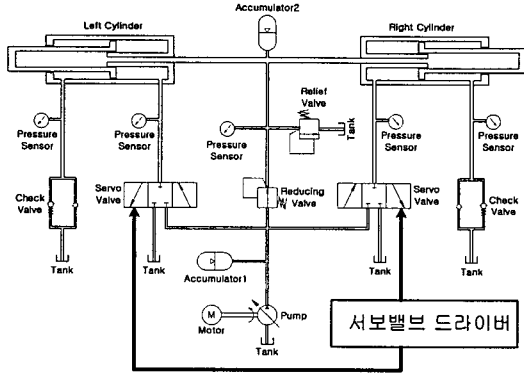 Accumulator2
Left Cylinder
Right Cylinder
Relief
Valve
Tank
Pressure
Sensor
Pressure
Sensor
Pressure
Sensor
Pressure
Sensor
Pressure
Sensor
Check
Valve
Servo
Valve
Reducing
Valve
Servo
Valve
Check
Valve
Tank
Tank
Tank
Tank
Accumulator1
M
Motor
Pump
Tank
서보밸브 드라이버